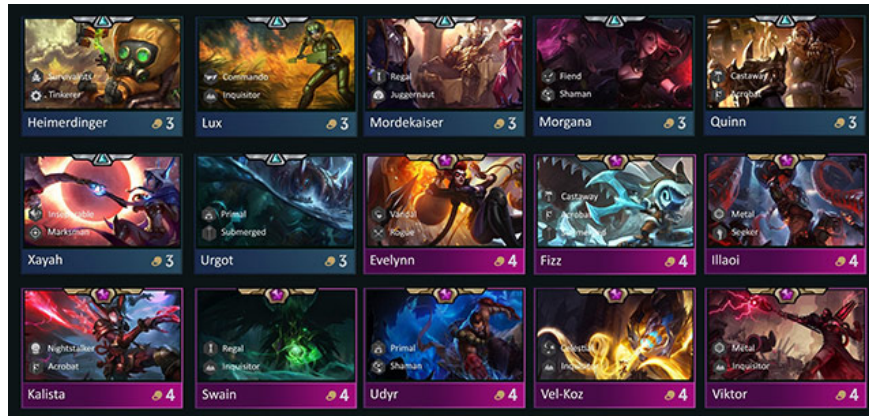 Survivalists
Tinkerer
Heimerdinger 3
Commando
Inquisitor
Lux 3
Regal
Juggernaut
Mordekaiser 3
Fiend
Shaman
Morgana 3
Castaway
Acrobat
Quinn 3
Inseparable
Marksman
Xayah 3
Primal
Submerged
Urgot 3
Vandal
Rogue
Evelynn 4
Castaway
Acrobat
Submerged
Fizz 4
Metal
Seeker
Illaoi 4
Nightstalker
Acrobat
Kalista 4
Regal
Inquisitor
Swain 4
Primal
Shaman
Udyr 4
Celestial
Inquisitor
Vel-Koz 4
Metal
Inquisitor
Viktor 4